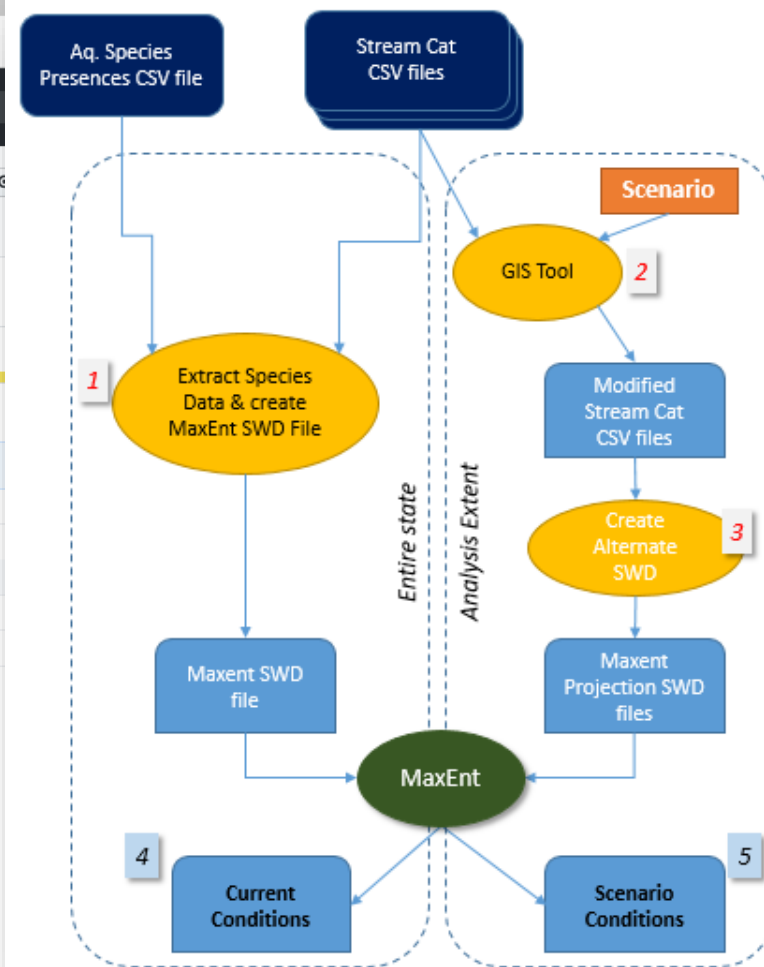 Aq. Species
Presences CSV file
Stream Cat
CSV files
Scenario
GIS Tool
2
1
Extract Species
Data & create
MaxEnt SWD File
Modified
Stream Cat
CSV files
Entire state
Analysis Extent
Create
Alternate
SWD
3
Maxent SWD
file
Maxent
Projection SWD
files
MaxEnt
4
5
Current
Conditions
Scenario
Conditions